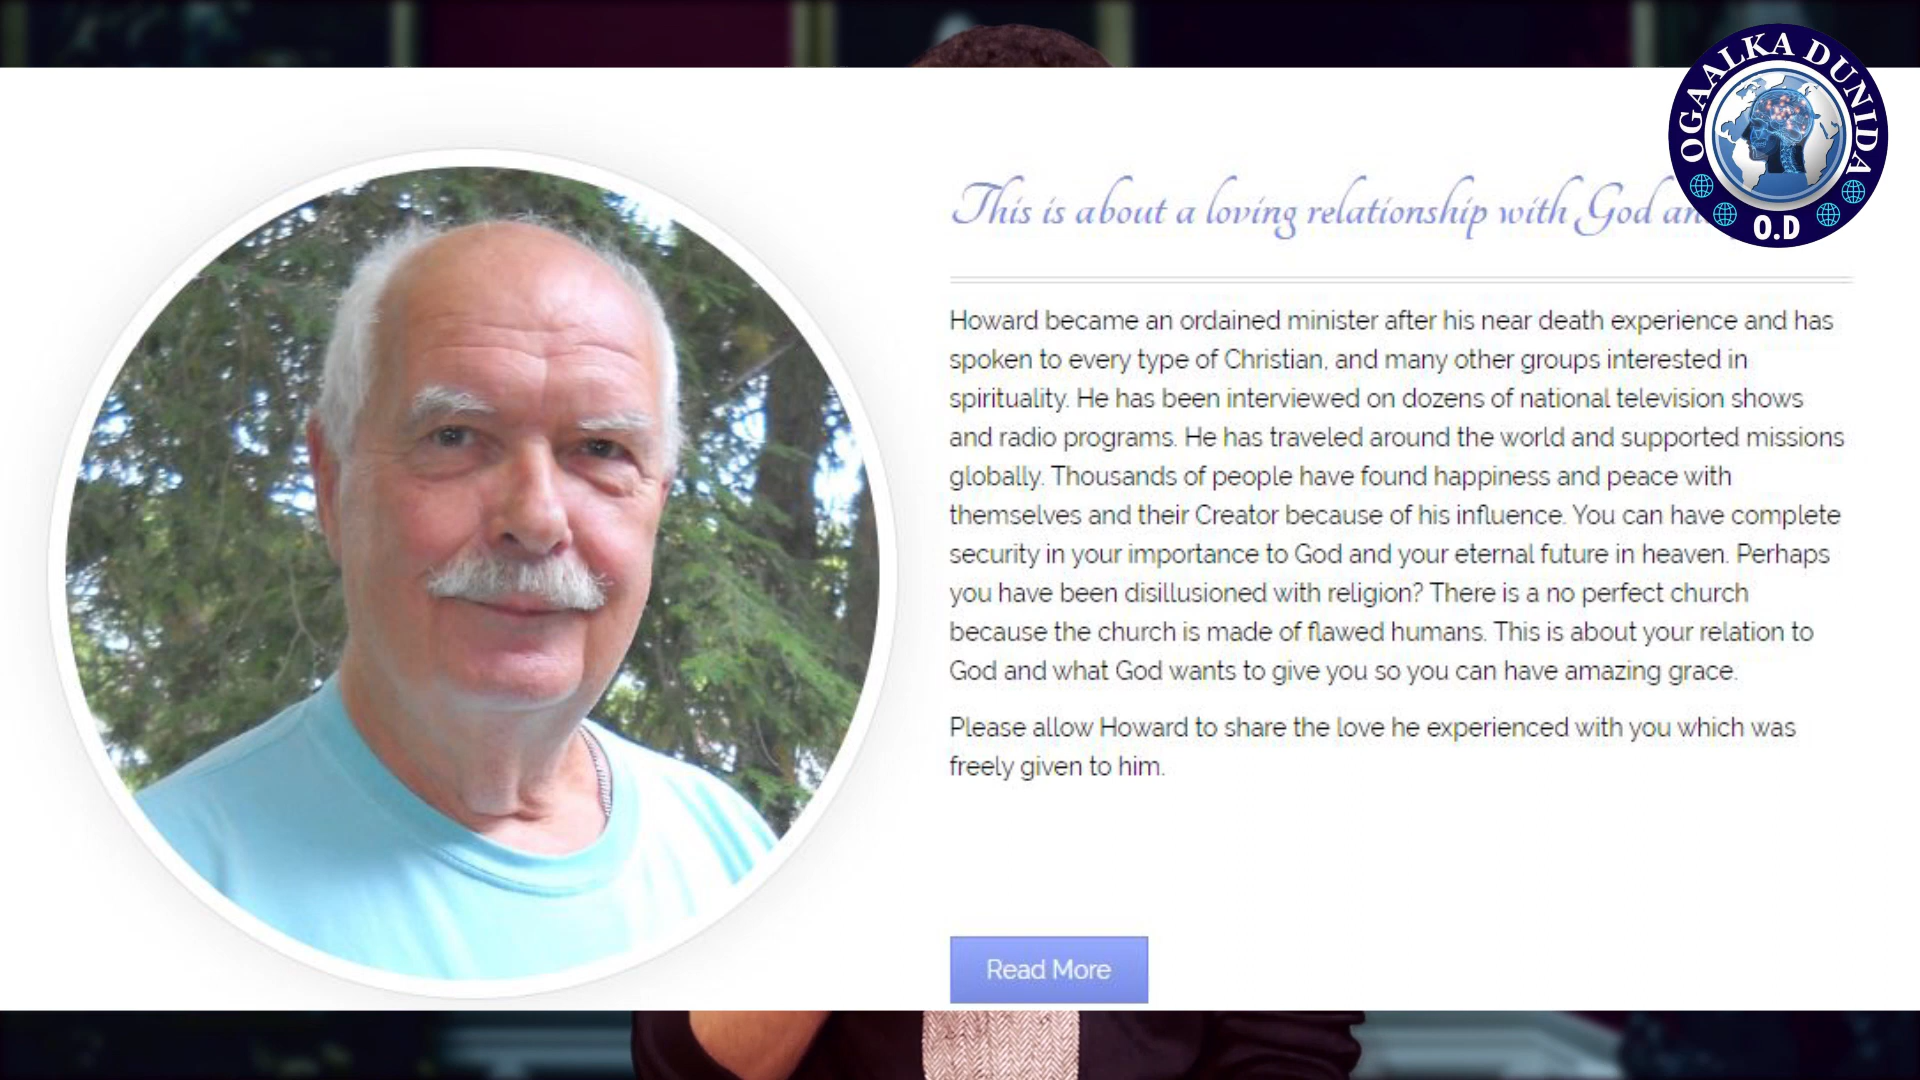 OGAALKA DUNIDA
O.D
This is about a loving relationship with God
Howard became an ordained minister after his near death experience and has
spoken to every type of Christian, and many other groups interested in
spirituality. He has been interviewed on dozens of national television shows
and radio programs. He has traveled around the world and supported missions
globally. Thousands of people have found happiness and peace with
themselves and their Creator because of his influence. You can have complete
security in your importance to God and your eternal future in heaven. Perhaps
you have been disillusioned with religion? There is a no perfect church
because the church is made of flawed humans. This is about your relation to
God and what God wants to give you so you can have amazing grace.
Please allow Howard to share the love he experienced with you which was
freely given to him.
Read More